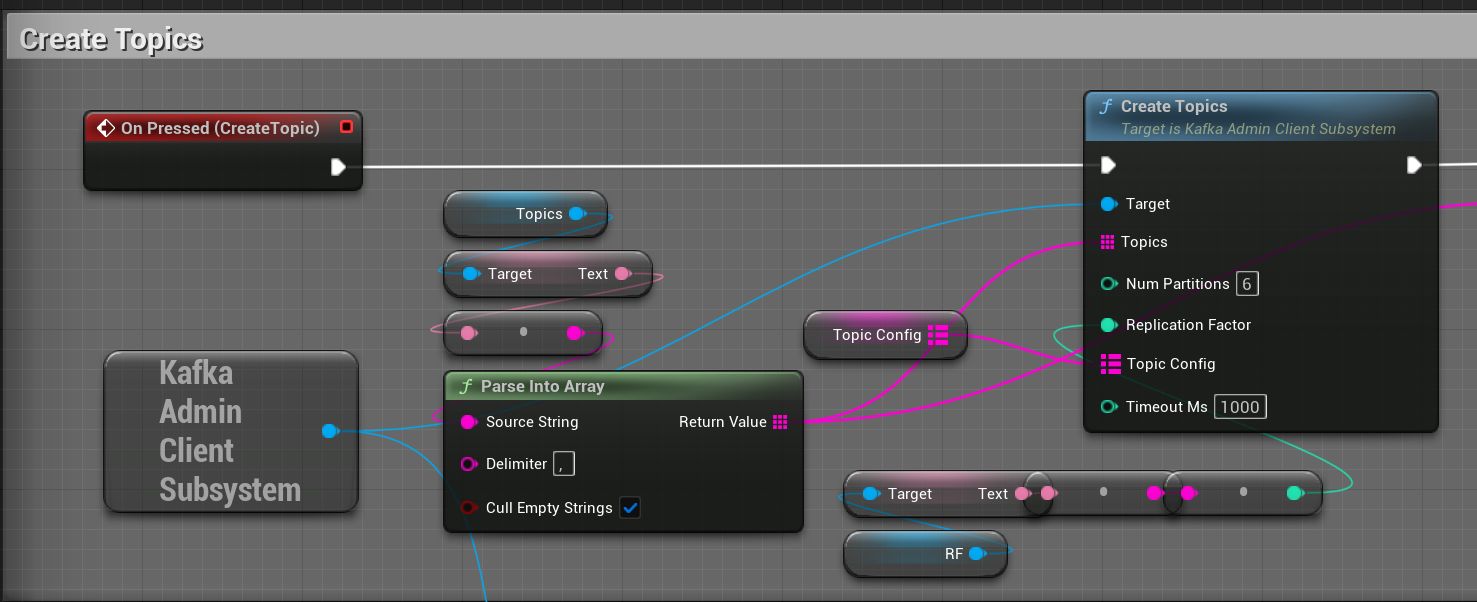 Create Topics
On Pressed (CreateTopic)
Topics
Target Text
Kafka
Admin
Client
Subsystem
Parse Into Array
Source String Return Value
Delimiter ,
Cull Empty Strings
Topic Config
Create Topics
Target is Kafka Admin Client Subsystem
Target
Topics
Num Partitions 6
Replication Factor
Topic Config
Timeout Ms 1000
Target Text
RF